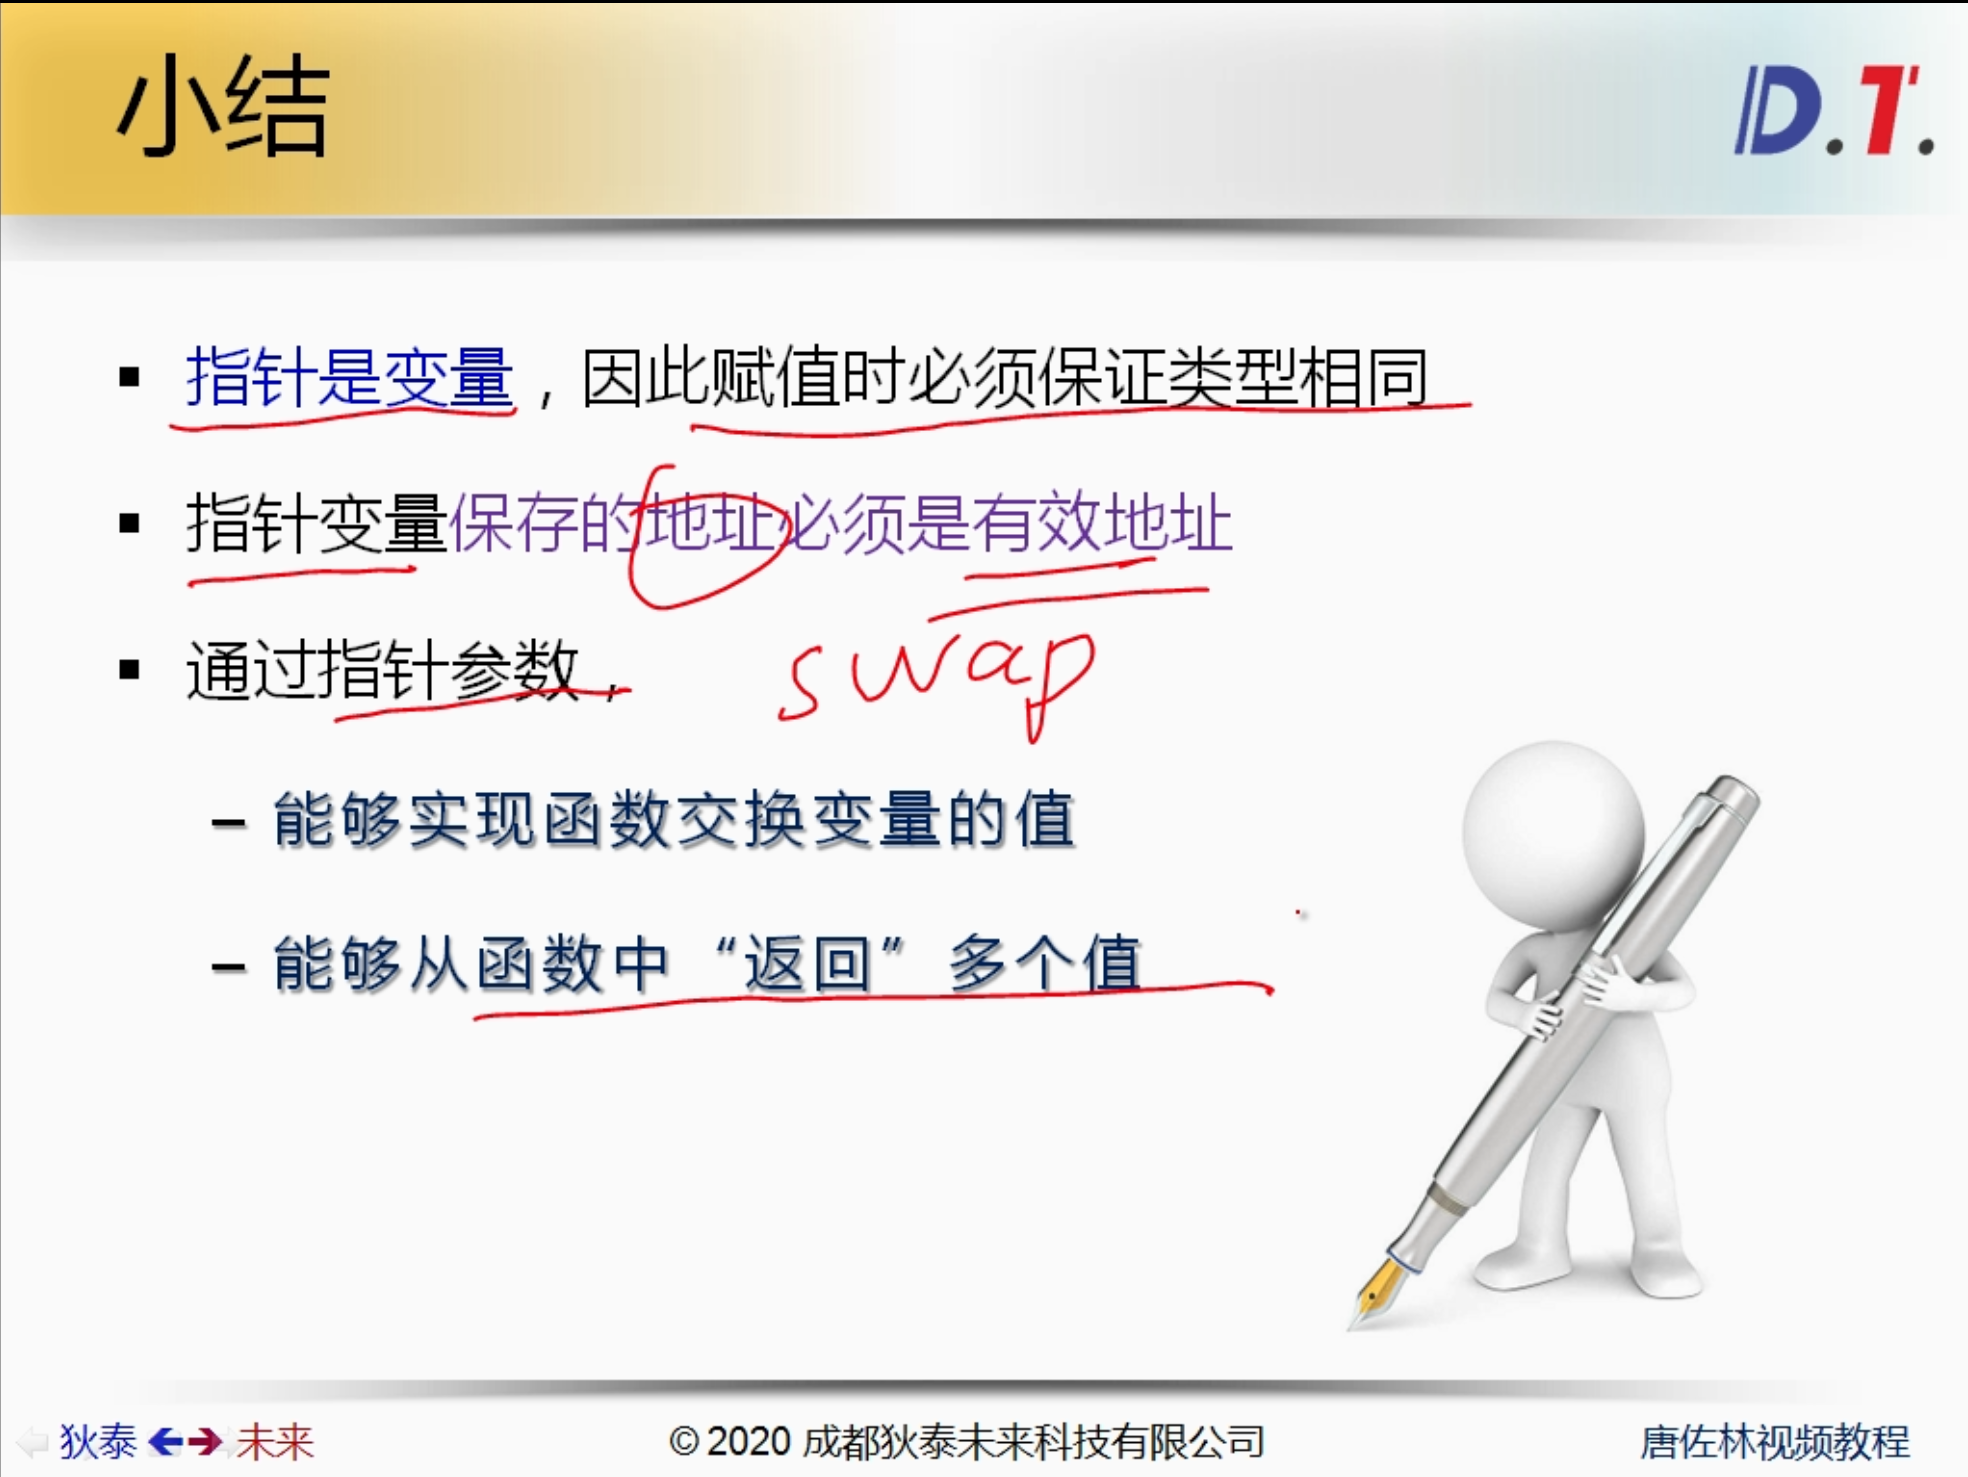 小结
D.T.
▪ 指针是变量，因此赋值时必须保证类型相同
▪ 指针变量保存的地址必须是有效地址
▪ 通过指针参数，
swap
– 能够实现函数交换变量的值
– 能够从函数中“返回”多个值
狄泰 未来
© 2020 成都狄泰未来科技有限公司
唐佐林视频教程